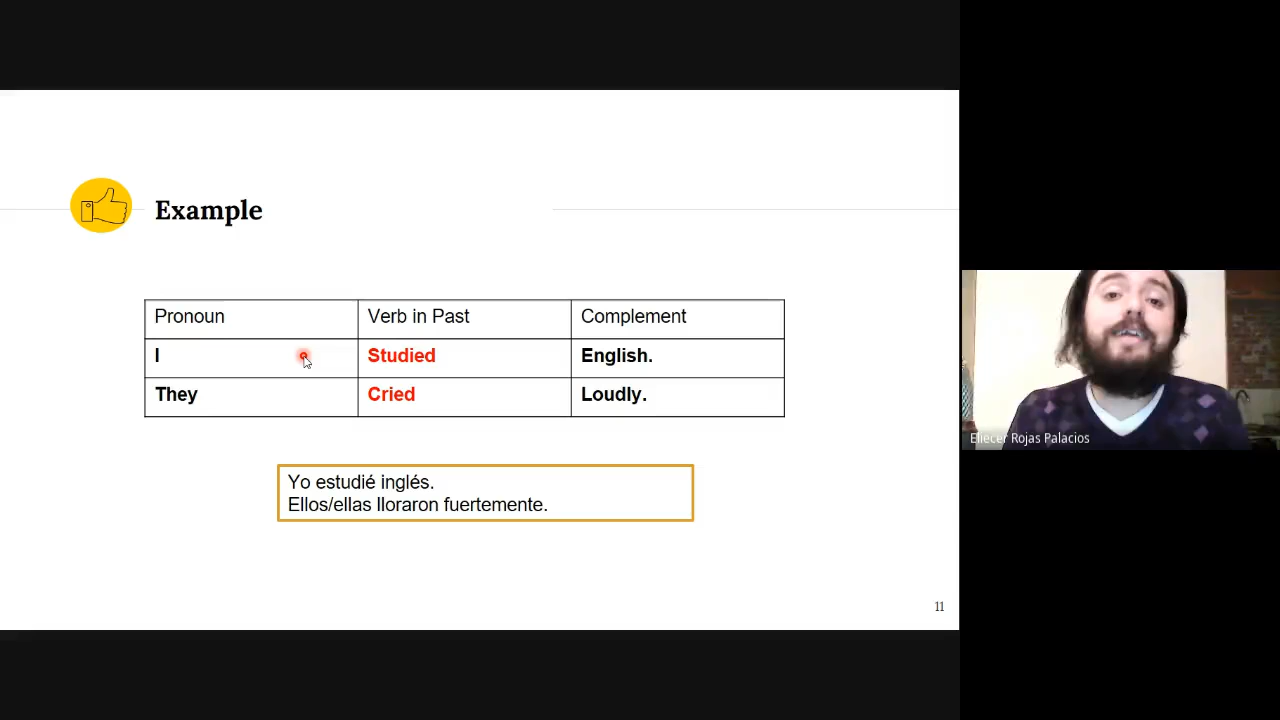 Example
Pronoun Verb in Past Complement
I Studied English.
They Cried Loudly.
Yo estudié inglés.
Ellos/ellas lloraron fuertemente.
11
Eliecer Rojas Palacios